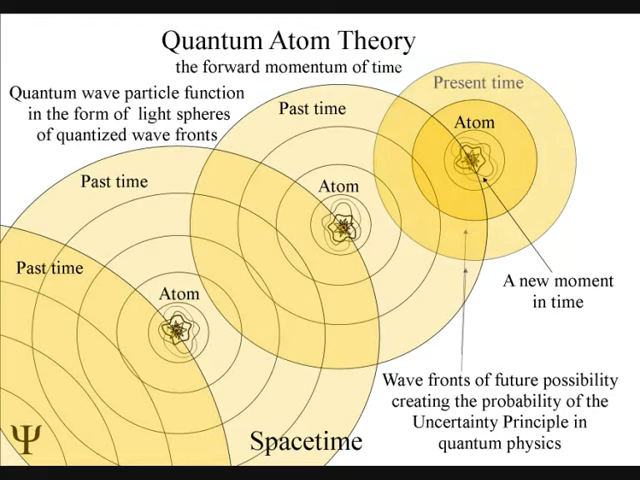 Quantum Atom Theory
the forward momentum of time
Quantum wave particle function
in the form of light spheres
of quantized wave fronts
Past time
Present time
Atom
Past time
Atom
Past time
Atom
A new moment
in time
Wave fronts of future possibility
creating the probability of the
Uncertainty Principle in
quantum physics
Ψ
Spacetime